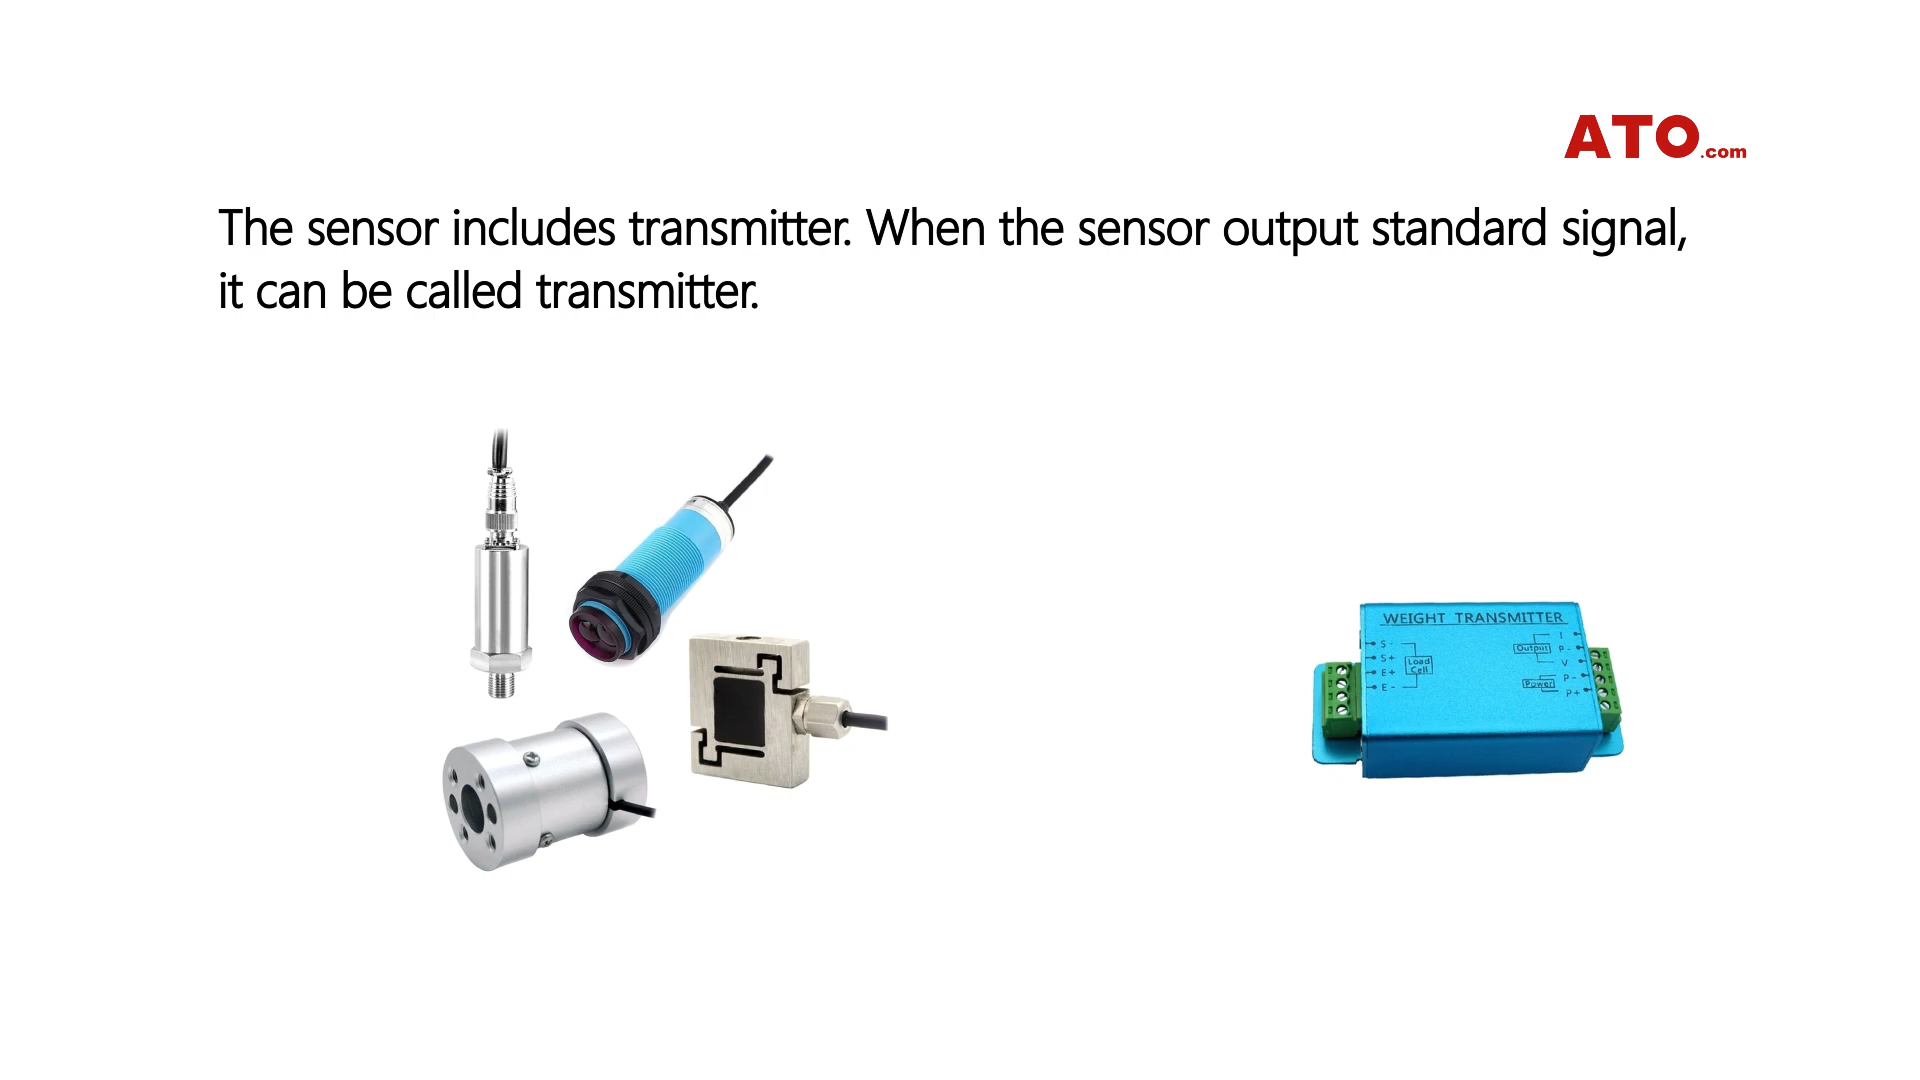 ATO.com
The sensor includes transmitter. When the sensor output standard signal,
it can be called transmitter.
WEIGHT TRANSMITTER
S-
S+
E+
E-
Load
Cell
Output
Power
I
P-
V
P-
P+